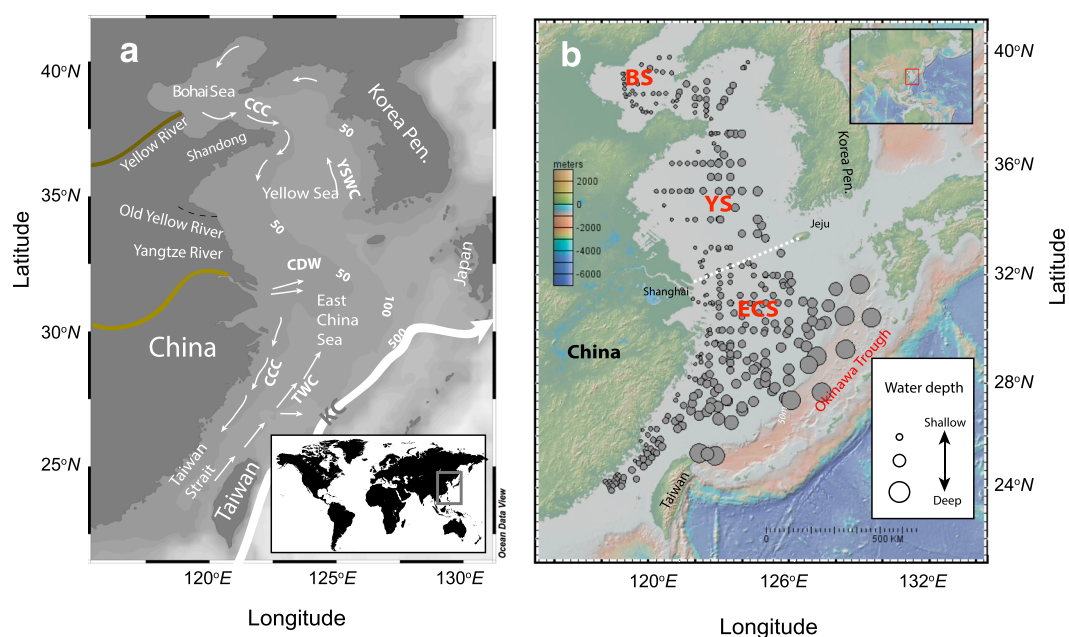 a
40°N
35°N
30°N
25°N
Latitude
120°E
125°E
130°E
Longitude
Bohai Sea
CCC
Yellow River
Shandong
Korea Pen.
50
YSWC
Yellow Sea
Old Yellow River
50
Yangtze River
CDW
50
Japan
East
China
Sea
100
500
China
CCC
TWC
KC
Taiwan
Strait
Taiwan
Ocean Data View
b
BS
40°N
36°N
32°N
28°N
24°N
Latitude
meters
2000
0
-2000
-4000
-6000
Korea Pen.
YS
Jeju
Shanghai
ECS
China
Okinawa Trough
500
Taiwan
Water depth
Shallow
Deep
0
500 KM
120°E
126°E
132°E
Longitude